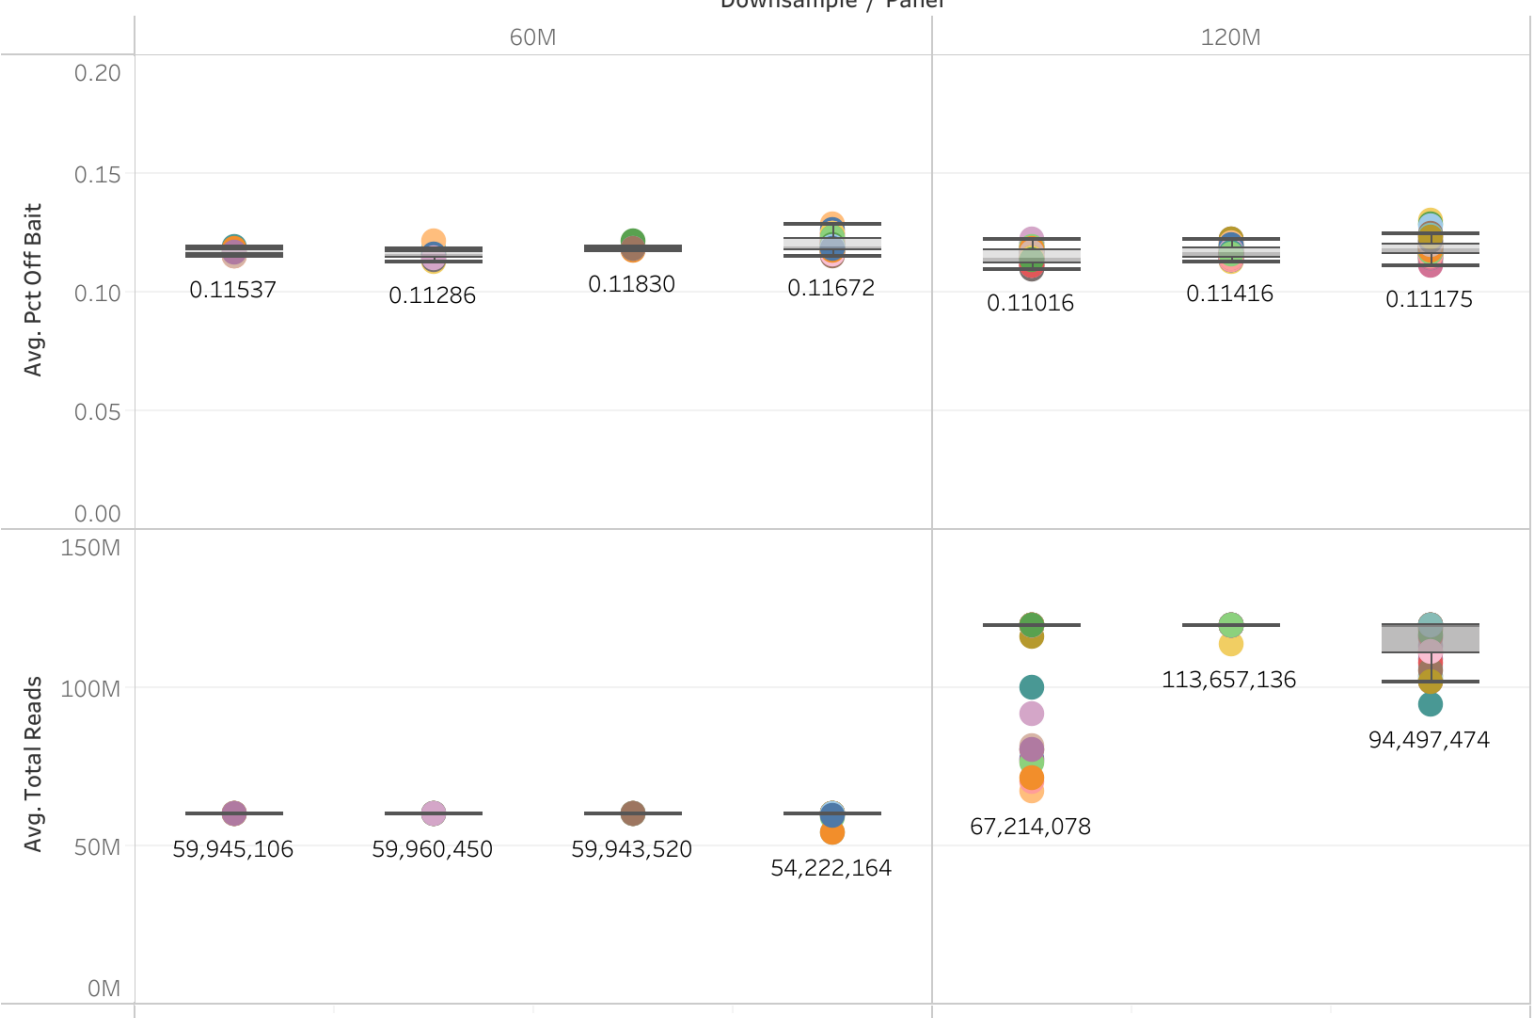 Downsample / Panel
60M 120M
0.20
0.15
0.10
0.05
0.00
Avg. Pct Off Bait
0.11537 0.11286 0.11830 0.11672 0.11016 0.11416 0.11175
150M
100M
50M
0M
Avg. Total Reads
59,945,106 59,960,450 59,943,520 54,222,164 67,214,078 113,657,136 94,497,474